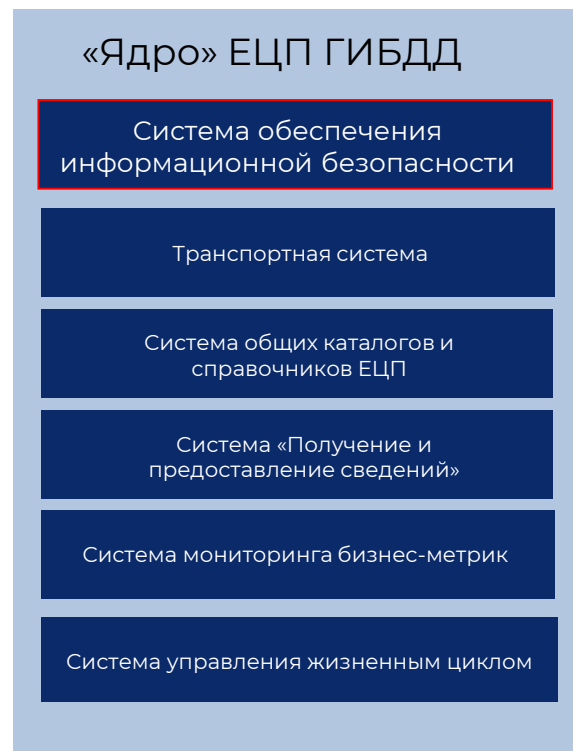 «Ядро» ЕЦП ГИБДД
Система обеспечения
информационной безопасности
Транспортная система
Система общих каталогов и
справочников ЕЦП
Система «Получение и
предоставление сведений»
Система мониторинга бизнес-метрик
Система управления жизненным циклом